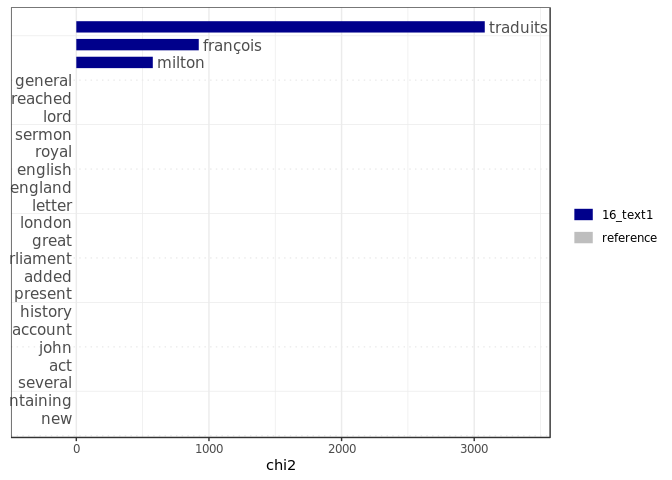 traduits
françois
milton
general
reached
lord
sermon
royal
english
england
letter
london
great
rliament
added
present
history
account
john
act
several
ntaining
new
0 1000 2000 3000
chi2
16_text1
reference